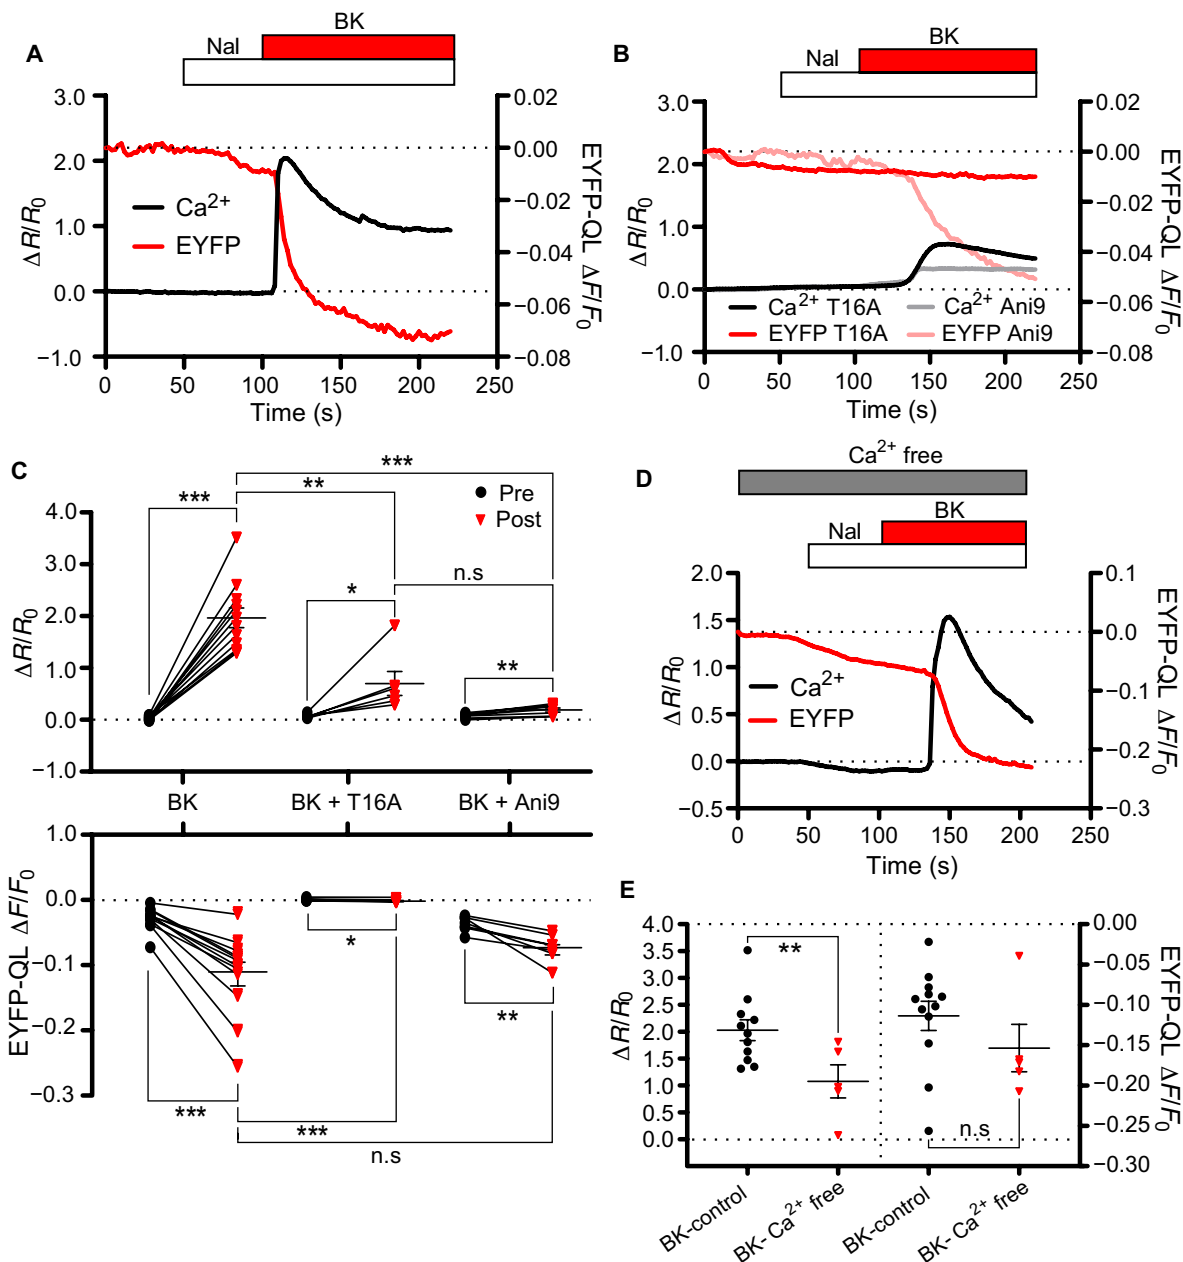 A
BK
NaI
3.0
2.0
1.0
0.0
−1.0
ΔR/R0
0.02
0.00
−0.02
−0.04
−0.06
−0.08
EYFP-QL ΔF/F0
Ca2+
EYFP
0 50 100 150 200 250
Time (s)
B
BK
NaI
3.0
2.0
1.0
0.0
−1.0
ΔR/R0
0.02
0.00
−0.02
−0.04
−0.06
−0.08
EYFP-QL ΔF/F0
Ca2+ T16A Ca2+ Ani9
EYFP T16A EYFP Ani9
0 50 100 150 200 250
Time (s)
C
***
**
***
Pre
Post
n.s
*
**
4.0
3.0
2.0
1.0
0.0
−1.0
ΔR/R0
BK BK + T16A BK + Ani9
1.0
0.0
−0.1
−0.2
−0.3
EYFP-QL ΔF/F0
*
**
***
***
n.s
D
Ca2+ free
BK
NaI
2.0
1.5
1.0
0.5
0.0
−0.5
ΔR/R0
0.1
0.0
−0.1
−0.2
−0.3
EYFP-QL ΔF/F0
Ca2+
EYFP
0 50 100 150 200 250
Time (s)
E
4.0
3.5
3.0
2.5
2.0
1.5
1.0
0.5
0.0
ΔR/R0
**
n.s
0.00
−0.05
−0.10
−0.15
−0.20
−0.25
−0.30
EYFP-QL ΔF/F0
BK-control
BK- Ca2+ free
BK-control
BK- Ca2+ free